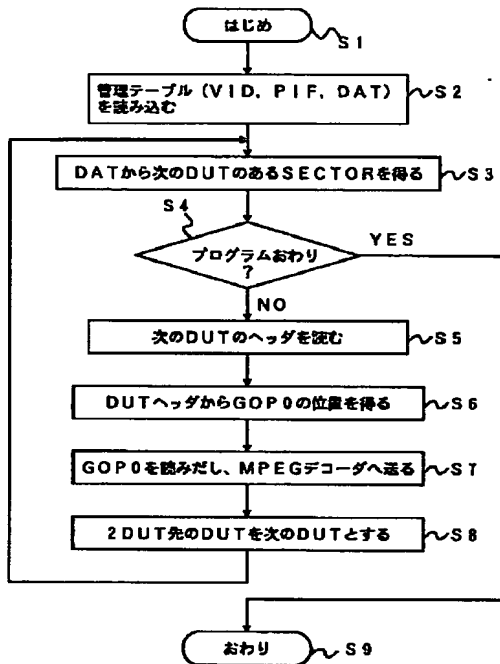 はじめ
S1
管理テーブル(VID, PIF, DAT)
を読み込む
S2
DATから次のDUTのあるSECTORを得る
S3
S4
プログラムおわり
?
YES
NO
次のDUTのヘッダを読む
S5
DUTヘッダからGOP0の位置を得る
S6
GOP0を読みだし、MPEGデコーダへ送る
S7
2DUT先のDUTを次のDUTとする
S8
おわり
S9